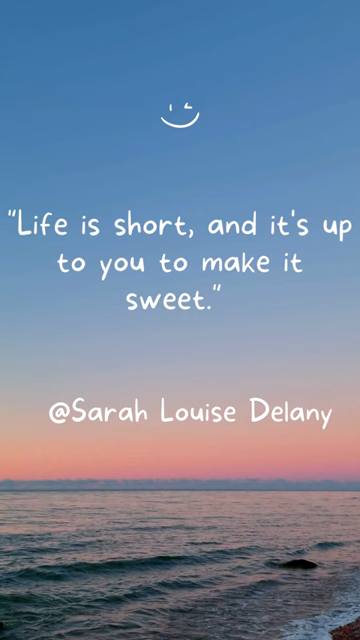 "Life is short, and it's up
to you to make it
sweet."
@Sarah Louise Delany